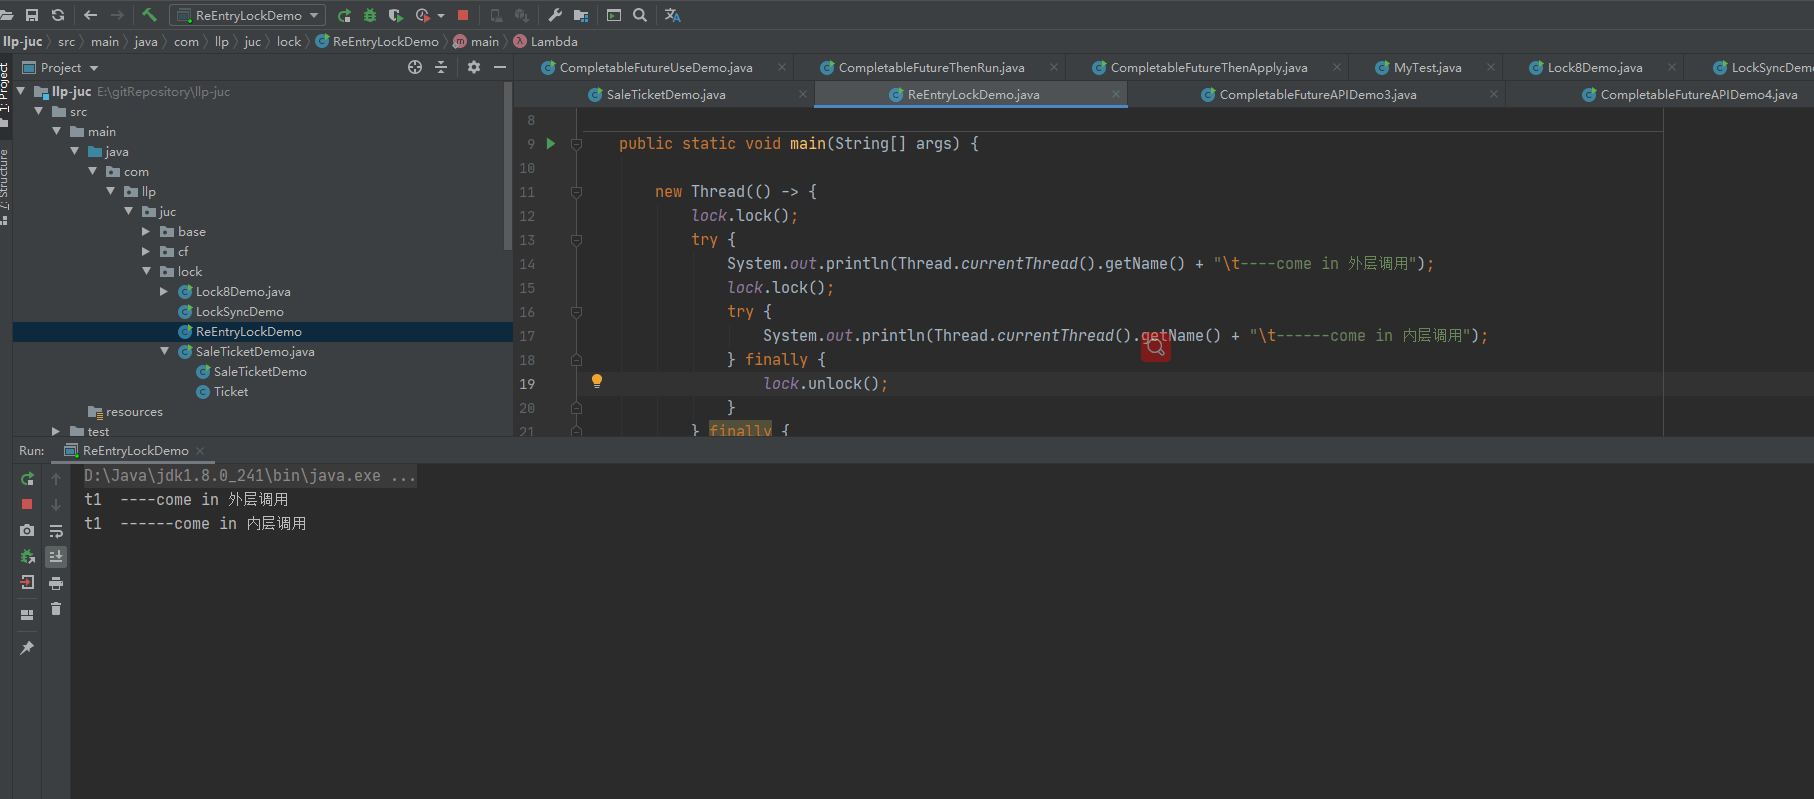 ReEntryLockDemo
llp-juc > src > main > java > com > llp > juc > lock > ReEntryLockDemo > main > Lambda
1: Project
7: Structure
Project
llp-juc E:\gitRepository\llp-juc
src
main
java
com
llp
juc
base
cf
lock
Lock8Demo.java
LockSyncDemo
ReEntryLockDemo
SaleTicketDemo.java
SaleTicketDemo
Ticket
resources
test
CompletableFutureUseDemo.java CompletableFutureThenRun.java CompletableFutureThenApply.java MyTest.java Lock8Demo.java LockSyncDemo
SaleTicketDemo.java ReEntryLockDemo.java CompletableFutureAPIDemo3.java CompletableFutureAPIDemo4.java
8
9 public static void main(String[] args) {
10
11 new Thread(() -> {
12 lock.lock();
13 try {
14 System.out.println(Thread.currentThread().getName() + "\t----come in 外层调用");
15 lock.lock();
16 try {
17 System.out.println(Thread.currentThread().getName() + "\t------come in 内层调用");
18 } finally {
19 lock.unlock();
20 }
21 } finally {
Run: ReEntryLockDemo
D:\Java\jdk1.8.0_241\bin\java.exe ...
t1 ----come in 外层调用
t1 ------come in 内层调用